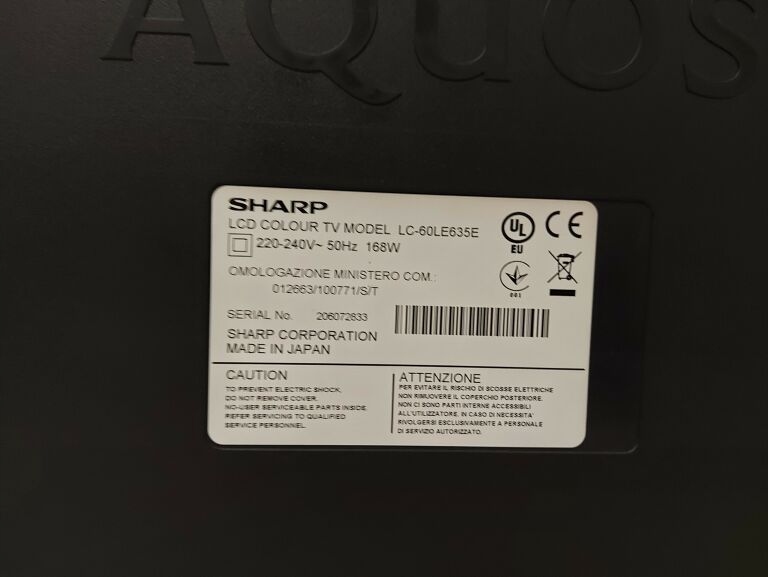 AQUOS
SHARP
LCD COLOUR TV MODEL LC-60LE635E
220-240V~ 50Hz 168W
OMOLOGAZIONE MINISTERO COM.:
012663/100771/S/T
SERIAL No. 206072833
SHARP CORPORATION
MADE IN JAPAN
UL
EU
CE
001
CAUTION
TO PREVENT ELECTRIC SHOCK,
DO NOT REMOVE COVER.
NO-USER SERVICEABLE PARTS INSIDE.
REFER SERVICING TO QUALIFIED
SERVICE PERSONNEL.
ATTENZIONE
PER EVITARE IL RISCHIO DI SCOSSE ELETTRICHE
NON RIMUOVERE IL COPERCHIO POSTERIORE.
NON CI SONO PARTI INTERNE ACCESSIBILI
ALL'UTILIZZATORE, IN CASO DI NECESSITA'
RIVOLGERSI ESCLUSIVAMENTE A PERSONALE
DI SERVIZIO AUTORIZZATO.